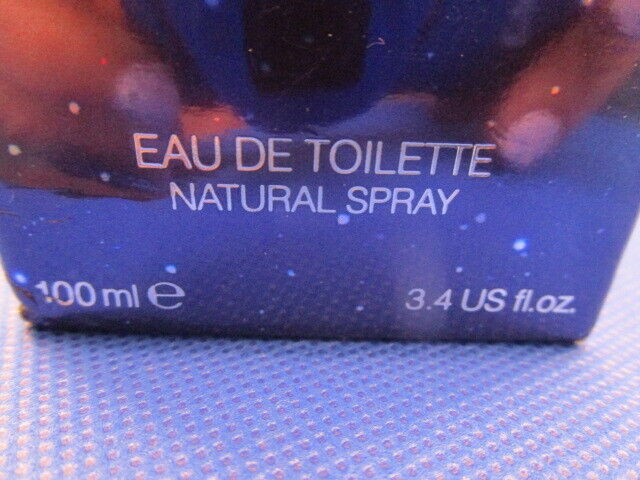 EAU DE TOILETTE
NATURAL SPRAY
100 ml ℮ 3.4 US fl.oz.